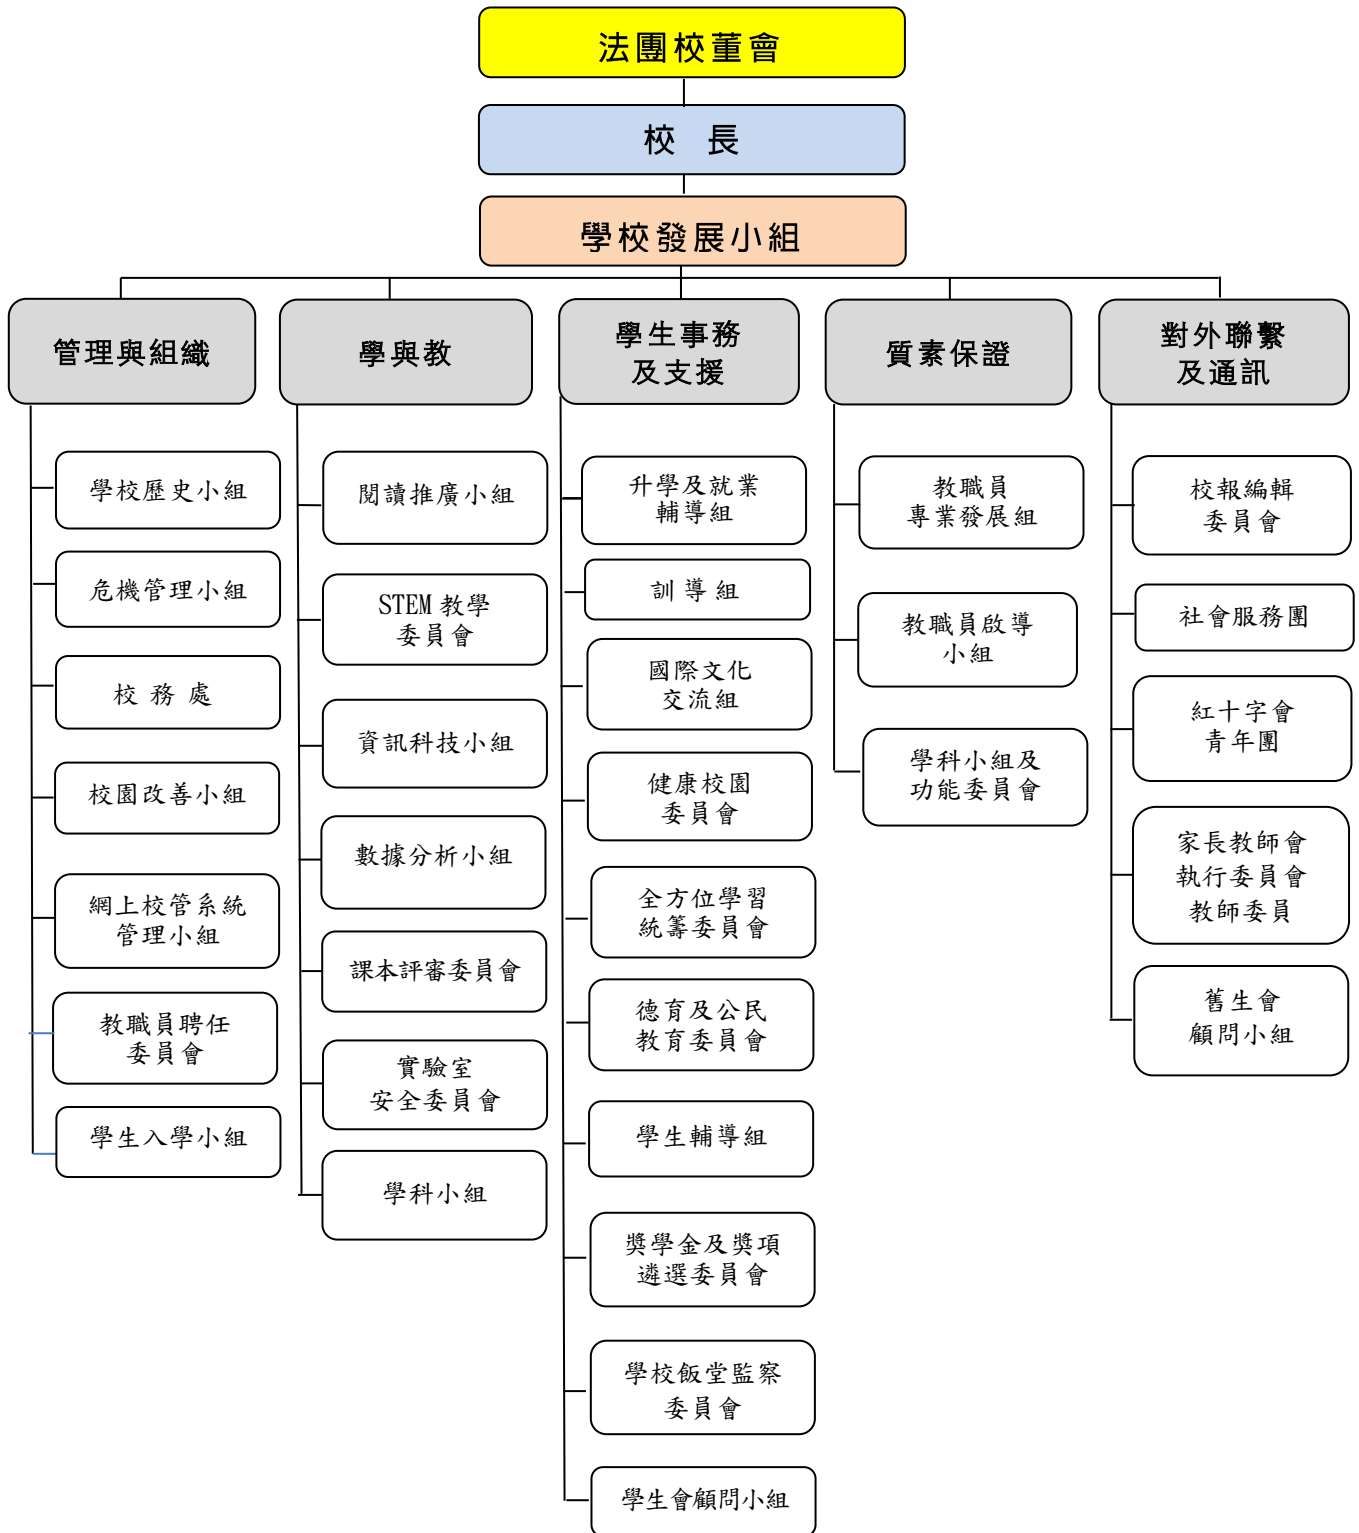 法團校董會
校 長
學校發展小組
管理與組織
學校歷史小組
危機管理小組
校 務 處
校園改善小組
網上校管系統
管理小組
教職員聘任
委員會
學生入學小組
學與教
閱讀推廣小組
STEM 教學
委員會
資訊科技小組
數據分析小組
課本評審委員會
實驗室
安全委員會
學科小組
學生事務
及支援
升學及就業
輔導組
訓 導 組
國際文化
交流組
健康校園
委員會
全方位學習
統籌委員會
德育及公民
教育委員會
學生輔導組
獎學金及獎項
遴選委員會
學校飯堂監察
委員會
學生會顧問小組
質素保證
教職員
專業發展組
教職員啟導
小組
學科小組及
功能委員會
對外聯繫
及通訊
校報編輯
委員會
社會服務團
紅十字會
青年團
家長教師會
執行委員會
教師委員
舊生會
顧問小組